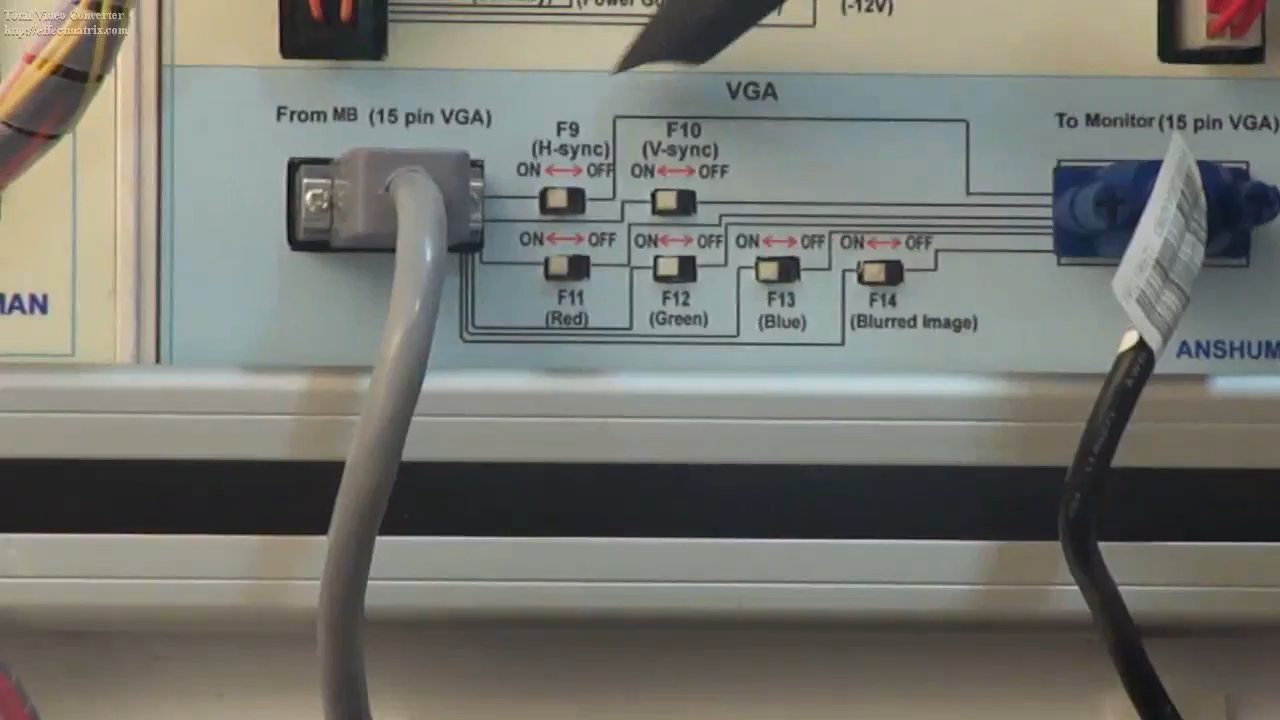 Total Video Converter
http://effectmatrix.com
(Power
(-12V)
VGA
From MB (15 pin VGA)
To Monitor (15 pin VGA)
F9
(H-sync)
ON OFF
F10
(V-sync)
ON OFF
ON OFF
F11
(Red)
ON OFF
F12
(Green)
ON OFF
F13
(Blue)
ON OFF
F14
(Blurred Image)
MAN
ANSHUM